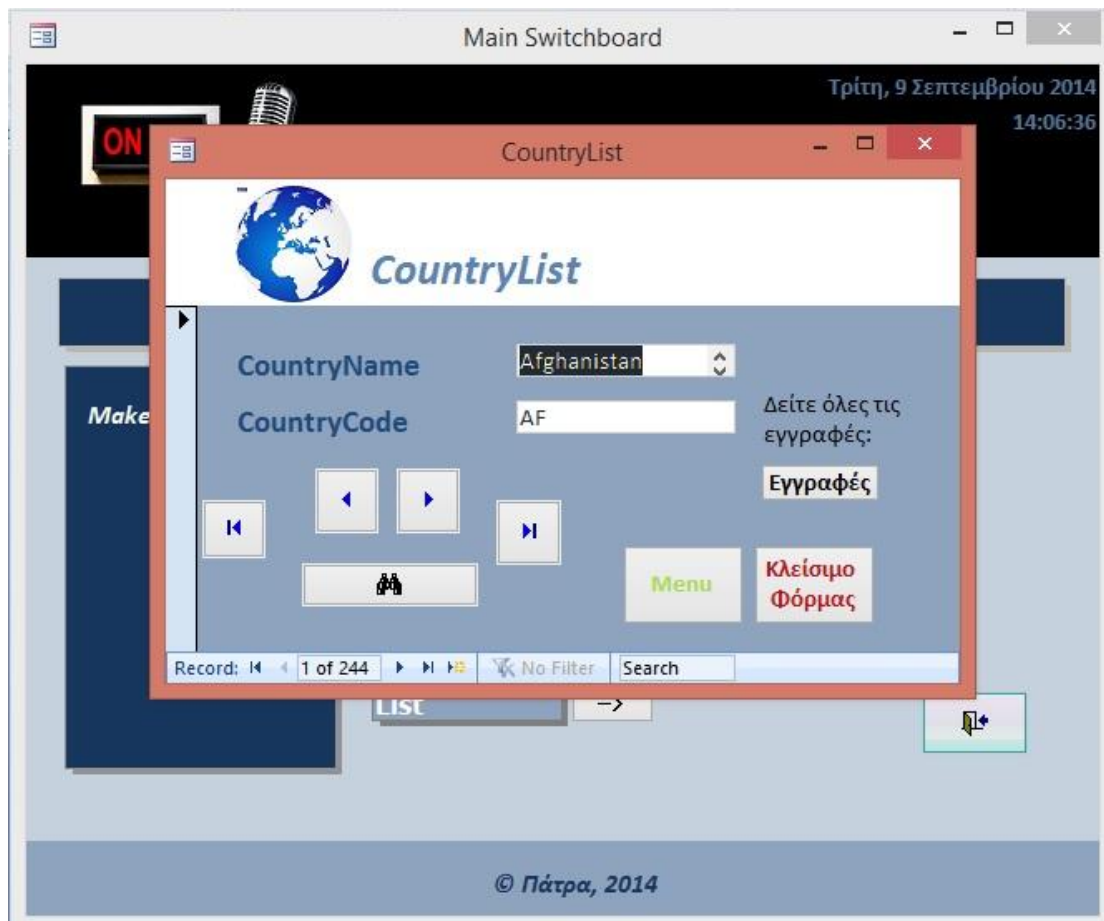 Main Switchboard
Τρίτη, 9 Σεπτεμβρίου 2014
14:06:36
ON
CountryList
CountryList
CountryName
Afghanistan
CountryCode
AF
Δείτε όλες τις
εγγραφές:
Εγγραφές
Make
Menu
Κλείσιμο
Φόρμας
Record: 1 of 244 No Filter Search
List
-->
© Πάτρα, 2014